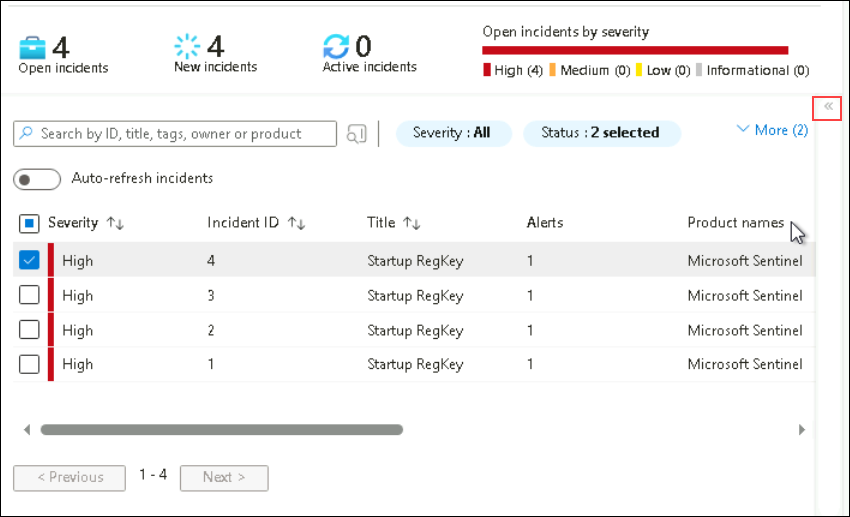 4
Open incidents
4
New incidents
0
Active incidents
Open incidents by severity
High (4) Medium (0) Low (0) Informational (0)
«
Search by ID, title, tags, owner or product
Severity : All
Status : 2 selected
More (2)
Auto-refresh incidents
Severity ↑↓ Incident ID ↑↓ Title ↑↓ Alerts Product names
High 4 Startup RegKey 1 Microsoft Sentinel
High 3 Startup RegKey 1 Microsoft Sentinel
High 2 Startup RegKey 1 Microsoft Sentinel
High 1 Startup RegKey 1 Microsoft Sentinel
< Previous 1 - 4 Next >